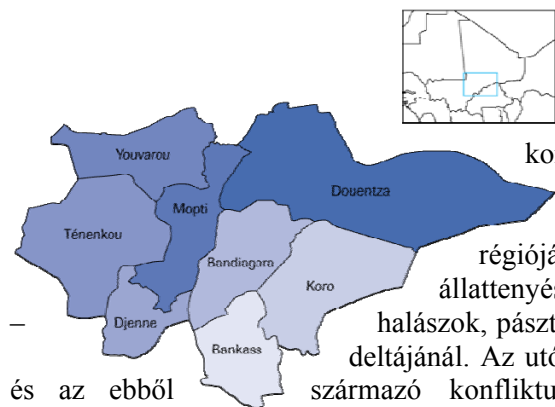 Youvarou
ko
Douentza
Mopti
Ténenkou
régiójá
Bandiagara
állattenyés
Koro
Djenne
– halászok, pászt
Bankass
deltájánál. Az utó
és az ebből származó konfliktu